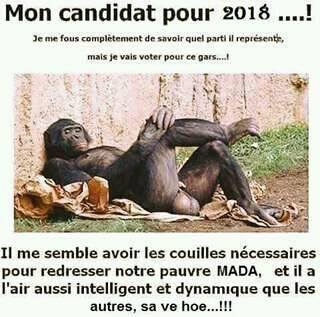 Mon candidat pour 2018 ....!
Je me fous complètement de savoir quel parti il représente,
mais je vais voter pour ce gars....!
Il me semble avoir les couilles nécessaires
pour redresser notre pauvre MADA, et il a
l'air aussi intelligent et dynamique que les
autres, sa ve hoe...!!!